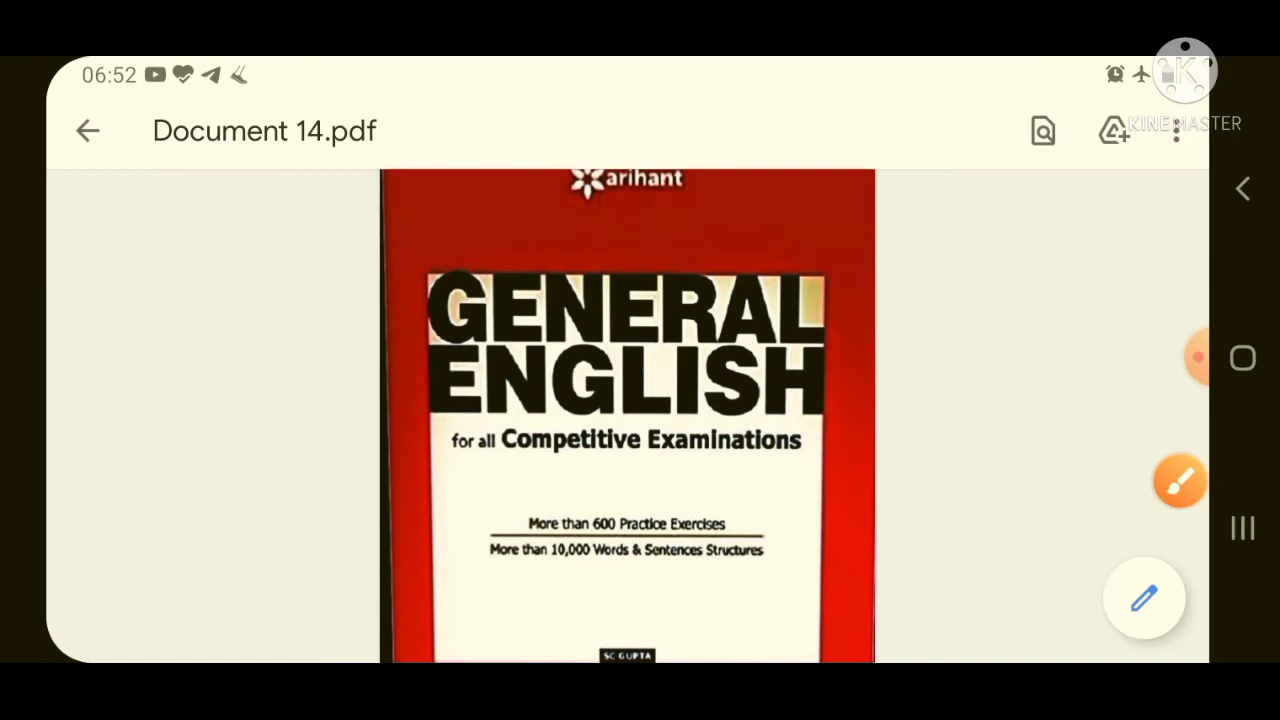 06:52
KINEMASTER
Document 14.pdf
arihant
GENERAL
ENGLISH
for all Competitive Examinations
More than 600 Practice Exercises
More than 10,000 Words & Sentences Structures
SC GUPTA